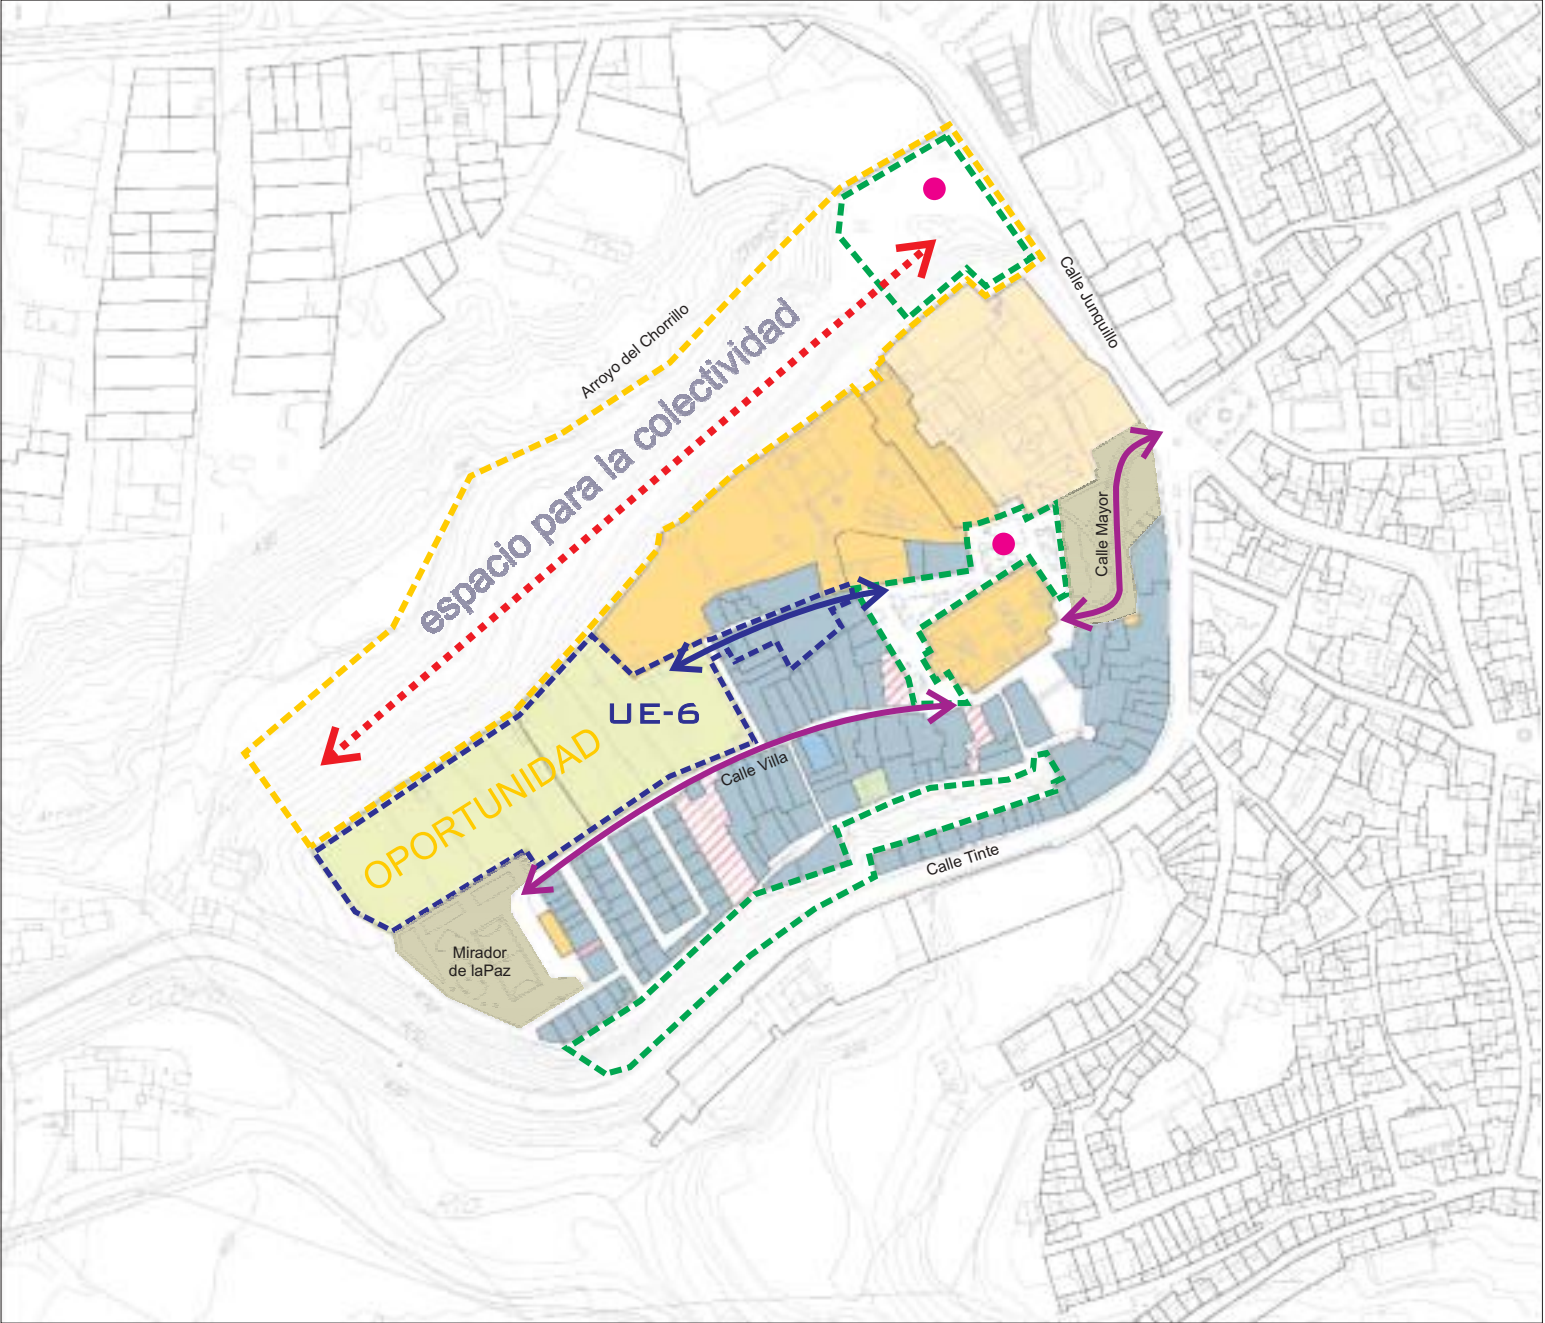 Calle Junquillo
Arroyo del Chorrillo
espacio para la colectividad
Calle Mayor
UE-6
OPORTUNIDAD
Calle Villa
Calle Tinte
Mirador
de laPaz